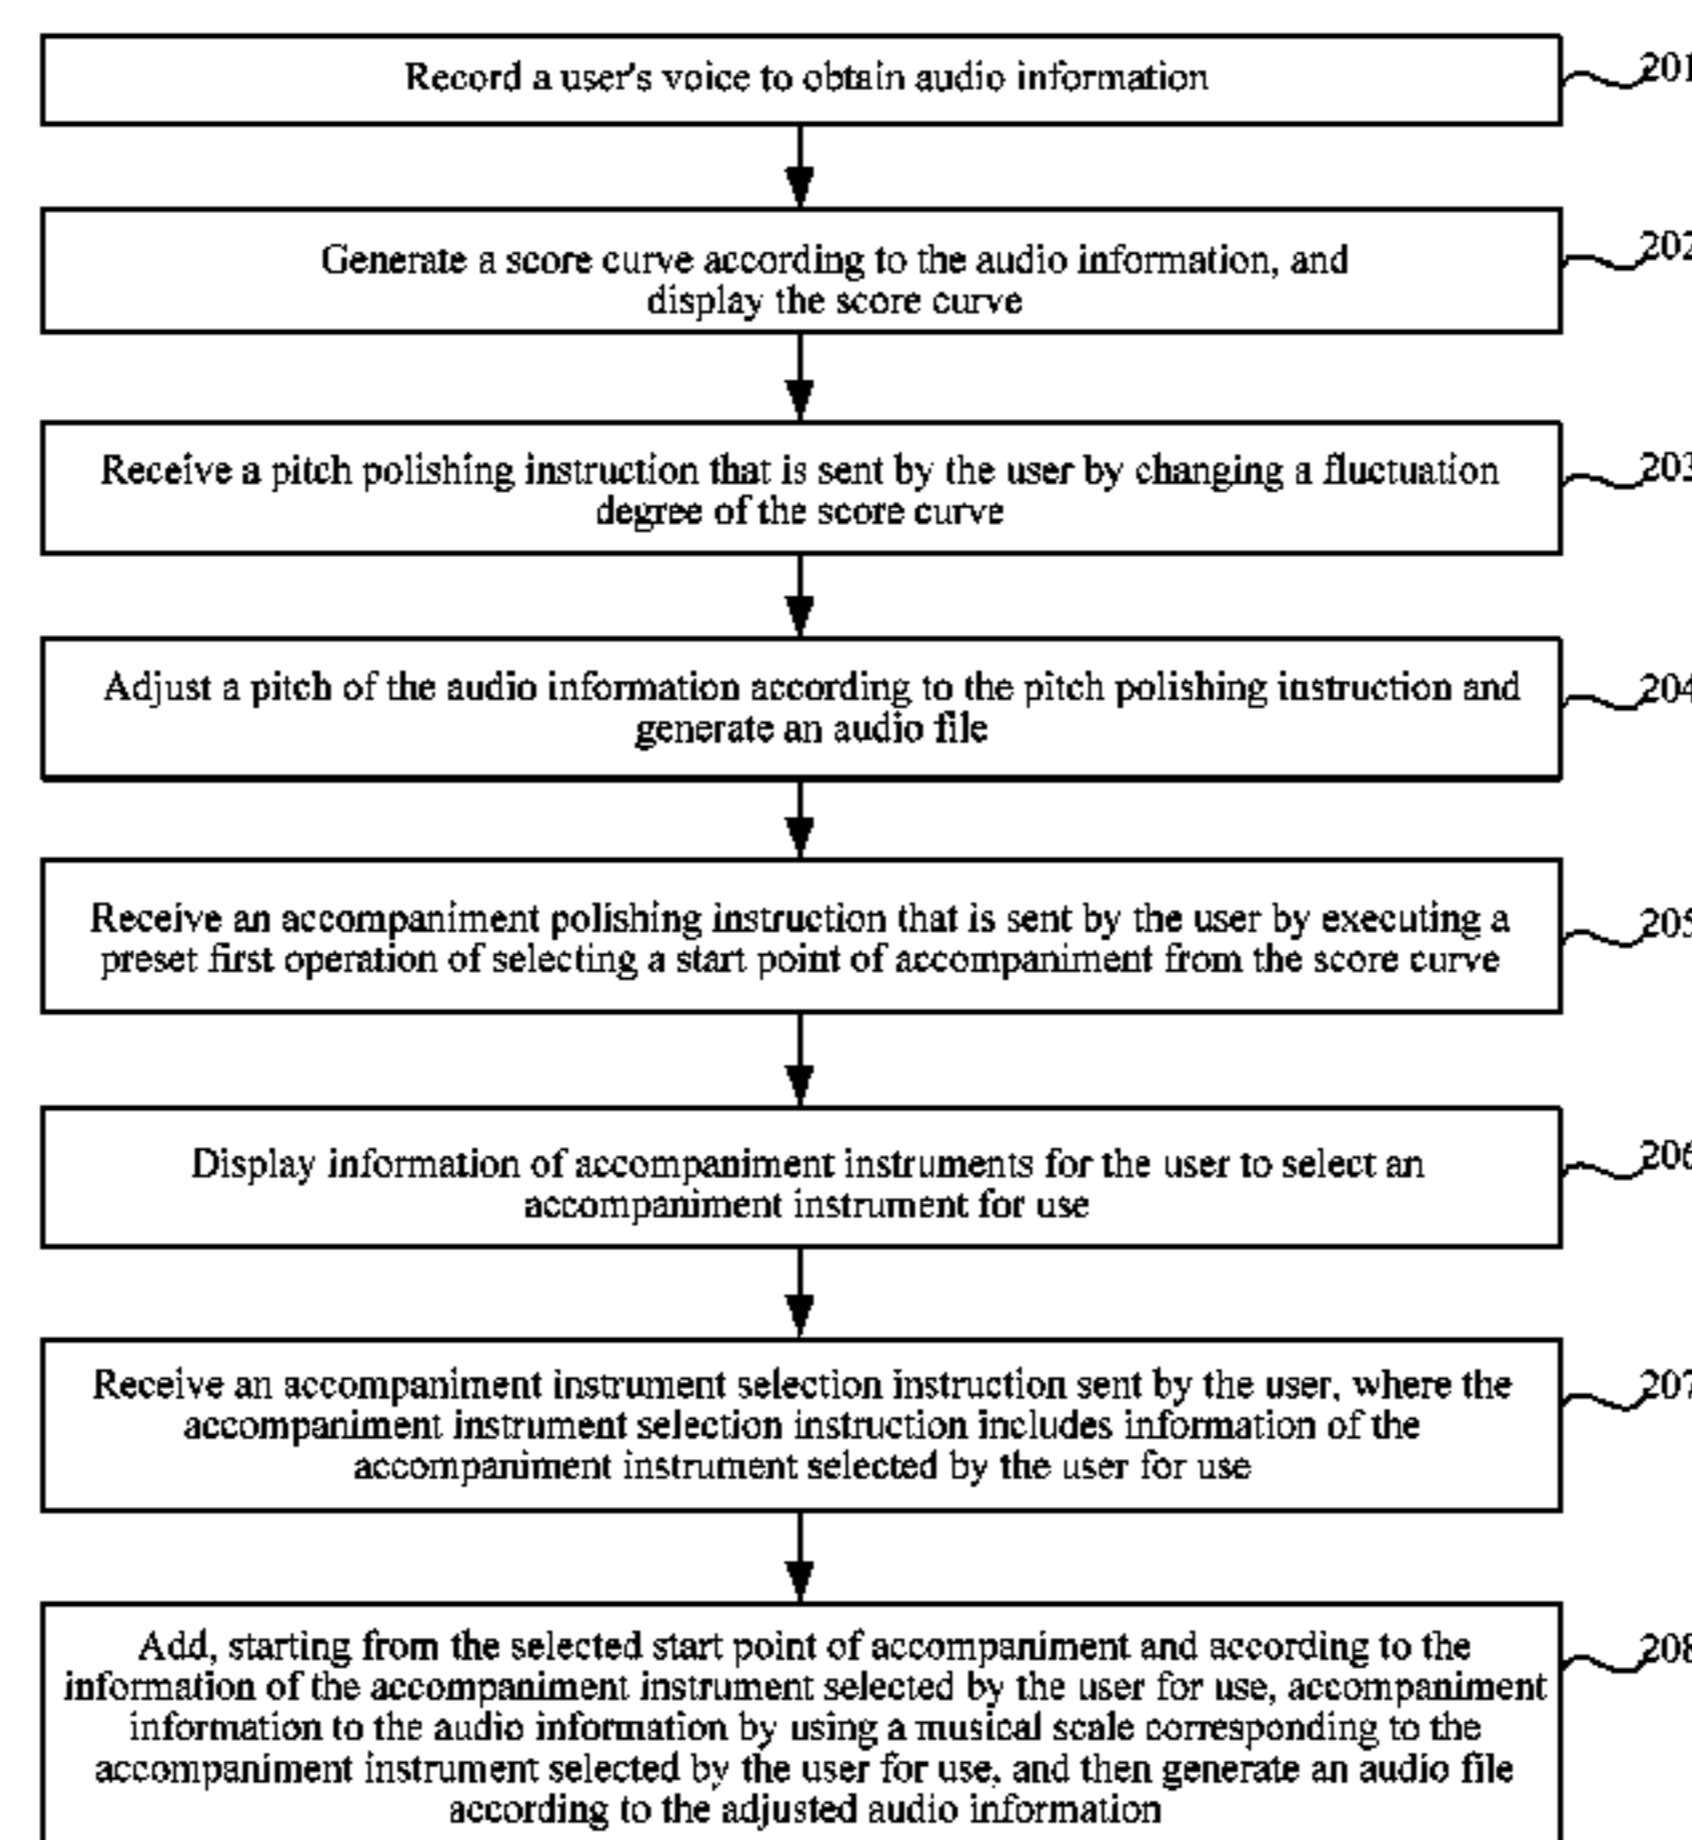 Record a user's voice to obtain audio information
201
Generate a score curve according to the audio information, and
display the score curve
202
Receive a pitch polishing instruction that is sent by the user by changing a fluctuation
degree of the score curve
203
Adjust a pitch of the audio information according to the pitch polishing instruction and
generate an audio file
204
Receive an accompaniment polishing instruction that is sent by the user by executing a
preset first operation of selecting a start point of accompaniment from the score curve
205
Display information of accompaniment instruments for the user to select an
accompaniment instrument for use
206
Receive an accompaniment instrument selection instruction sent by the user, where the
accompaniment instrument selection instruction includes information of the
accompaniment instrument selected by the user for use
207
Add, starting from the selected start point of accompaniment and according to the
information of the accompaniment instrument selected by the user for use, accompaniment
information to the audio information by using a musical scale corresponding to the
accompaniment instrument selected by the user for use, and then generate an audio file
according to the adjusted audio information
208